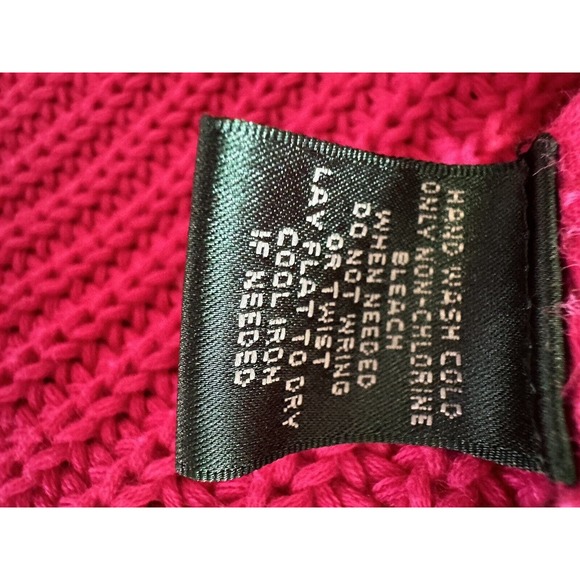 HAND WASH COLD
ONLY NON-CHLORINE
BLEACH
WHEN NEEDED
DO NOT WRING
OR TWIST
LAY FLAT TO DRY
COOL IRON
IF NEEDED